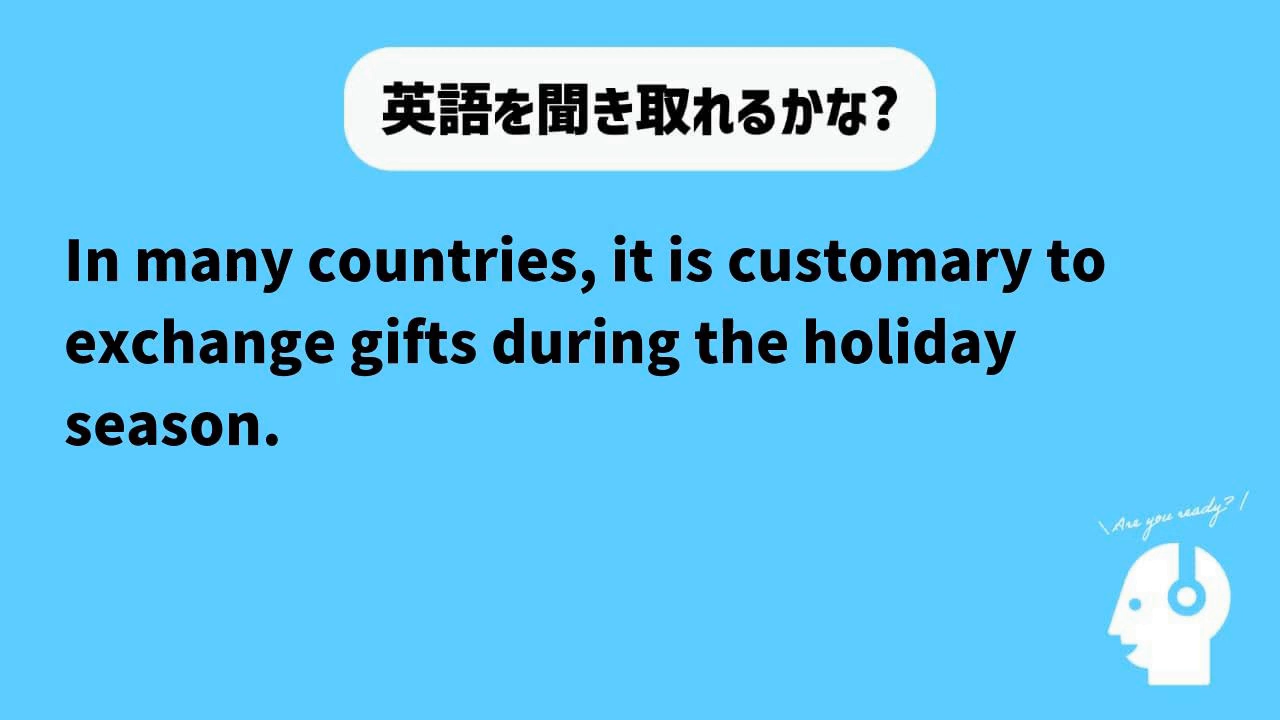 英語を聞き取れるかな?
In many countries, it is customary to
exchange gifts during the holiday
season.
\Are you ready?/